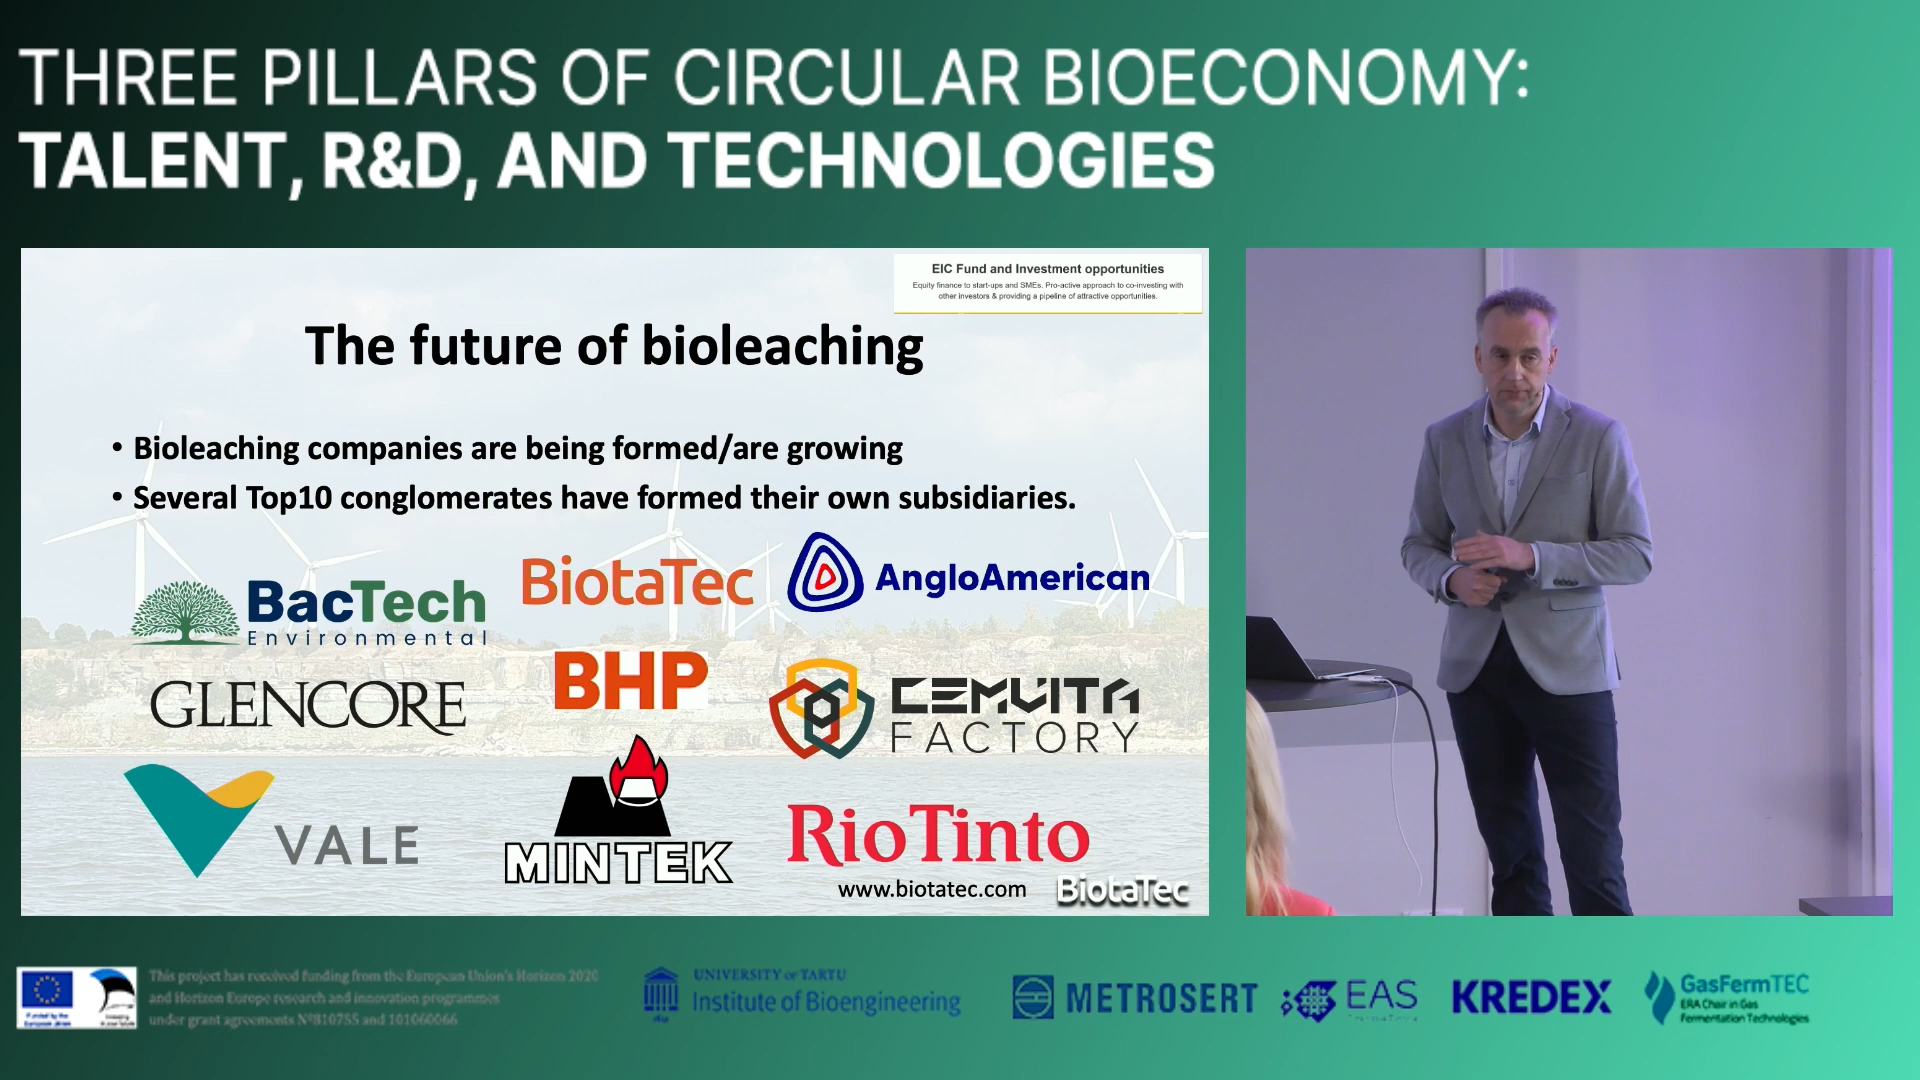 THREE PILLARS OF CIRCULAR BIOECONOMY:
TALENT, R&D, AND TECHNOLOGIES
EIC Fund and Investment opportunities
Equity finance to start-ups and SMEs. Pro-active approach to co-investing with
other investors & providing a pipeline of attractive opportunities.
The future of bioleaching
• Bioleaching companies are being formed/are growing
• Several Top10 conglomerates have formed their own subsidiaries.
BacTech
Environmental
BiotaTec
AngloAmerican
GLENCORE
BHP
CEMVITA
FACTORY
VALE
MINTEK
RioTinto
www.biotatec.com
BiotaTec
This project has received funding from the European Union's Horizon 2020
and Horizon Europe research and innovation programmes
under grant agreements №810755 and 101060066
UNIVERSITY OF TARTU
Institute of Bioengineering
METROSERT
EAS
KREDEX
GasFermTEC
ERA Chair in Gas
Fermentation Technologies